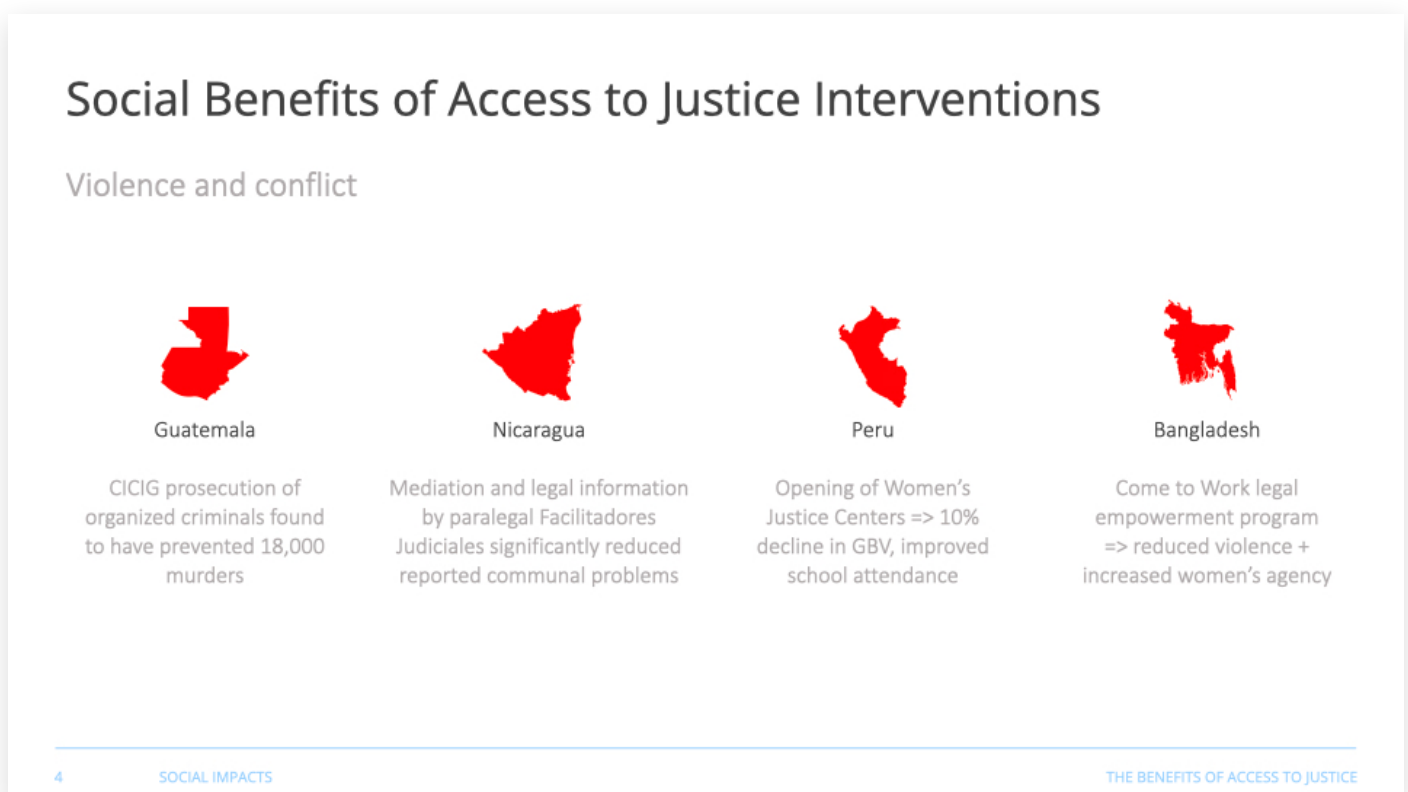 Social Benefits of Access to Justice Interventions
Violence and conflict
Guatemala
CICIG prosecution of
organized criminals found
to have prevented 18,000
murders
Nicaragua
Mediation and legal information
by paralegal Facilitadores
Judiciales significantly reduced
reported communal problems
Peru
Opening of Women’s
Justice Centers => 10%
decline in GBV, improved
school attendance
Bangladesh
Come to Work legal
empowerment program
=> reduced violence +
increased women’s agency
4
SOCIAL IMPACTS
THE BENEFITS OF ACCESS TO JUSTICE